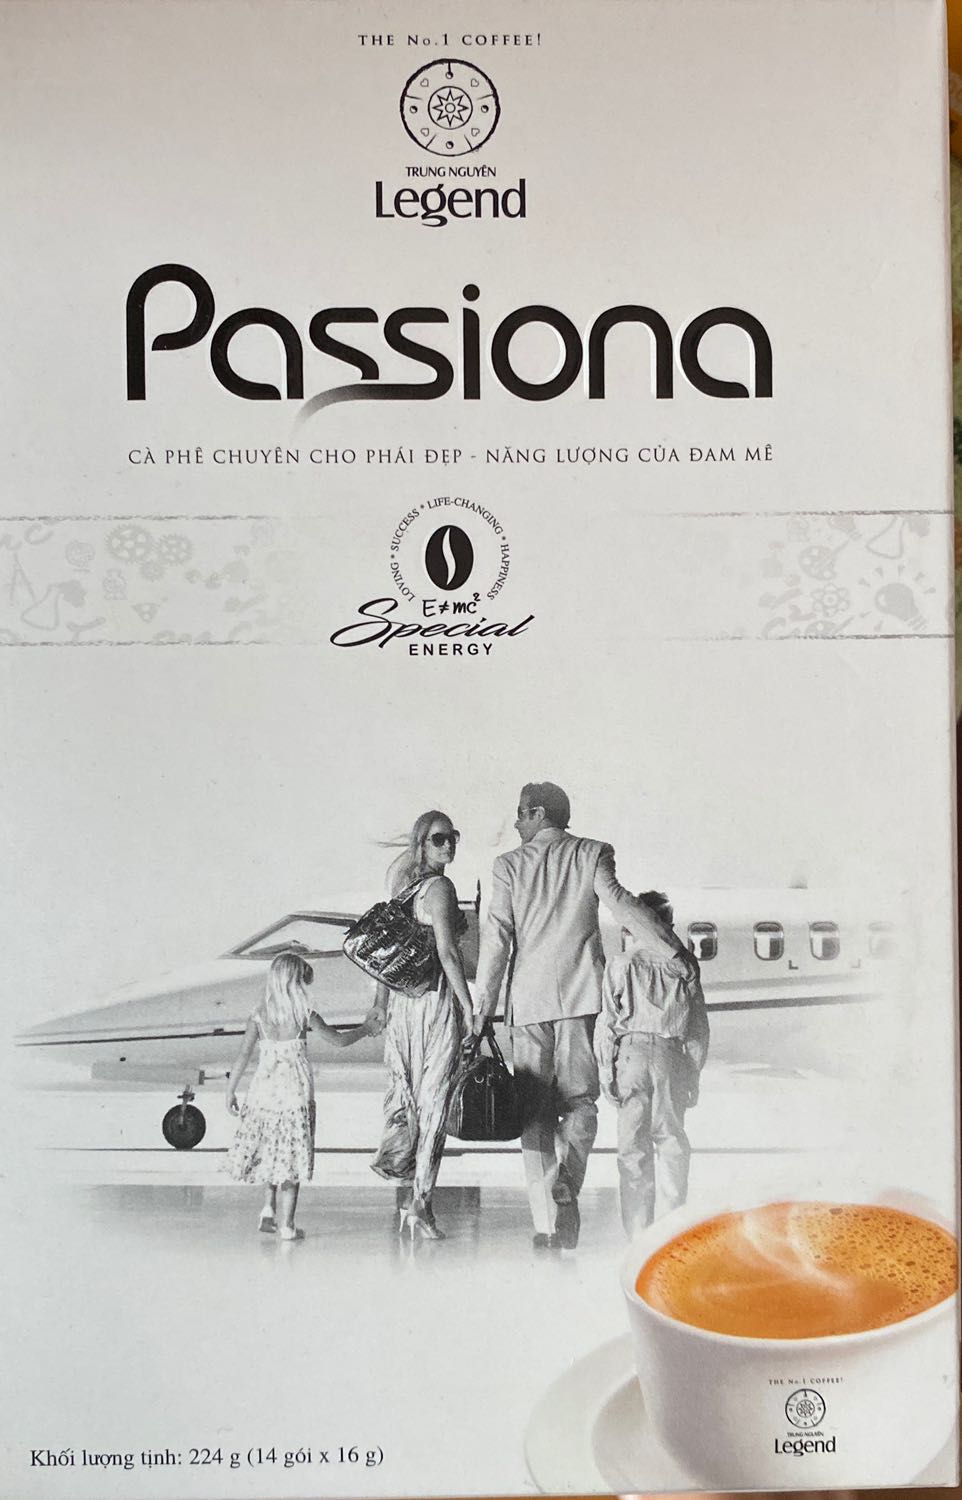 THE No.1 COFFEE!
TRUNG NGUYÊN
Legend
Passiona
CÀ PHÊ CHUYÊN CHO PHÁI ĐẸP - NĂNG LƯỢNG CỦA ĐAM MÊ
LOVING * SUCCESS * LIFE-CHANGING * HAPPINESS
E≠mc²
Special
ENERGY
THE No.1 COFFEE!
TRUNG NGUYÊN
Legend
Khối lượng tịnh: 224 g (14 gói x 16 g)